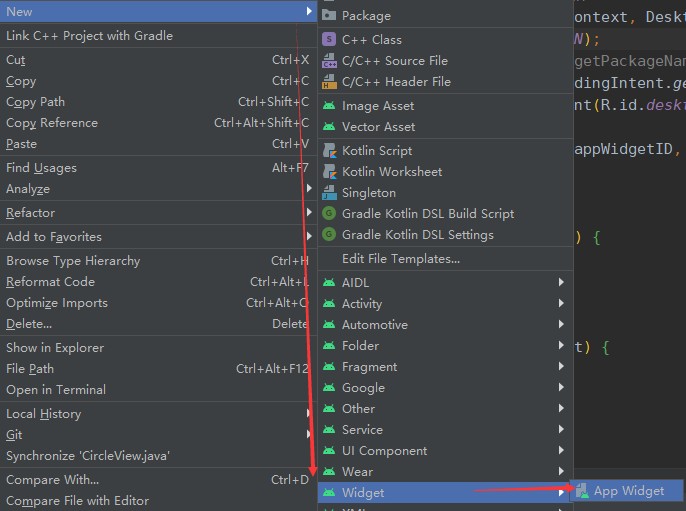 New
Link C++ Project with Gradle
Cut Ctrl+X
Copy Ctrl+C
Copy Path Ctrl+Shift+C
Copy Reference Ctrl+Alt+Shift+C
Paste Ctrl+V
Find Usages Alt+F7
Analyze
Refactor
Add to Favorites
Browse Type Hierarchy Ctrl+H
Reformat Code Ctrl+Alt+L
Optimize Imports Ctrl+Alt+O
Delete... Delete
Show in Explorer
File Path Ctrl+Alt+F12
Open in Terminal
Local History
Git
Synchronize 'CircleView.java'
Compare With... Ctrl+D
Compare File with Editor
Package
C++ Class
C/C++ Source File
C/C++ Header File
Image Asset
Vector Asset
Kotlin Script
Kotlin Worksheet
Singleton
Gradle Kotlin DSL Build Script
Gradle Kotlin DSL Settings
Edit File Templates...
AIDL
Activity
Automotive
Folder
Fragment
Google
Other
Service
UI Component
Wear
Widget
App Widget
ontext, Deskt
N);
getPackageNam
dingIntent.ge
nt(R.id.deskt
appWidgetID,
) {
t) {